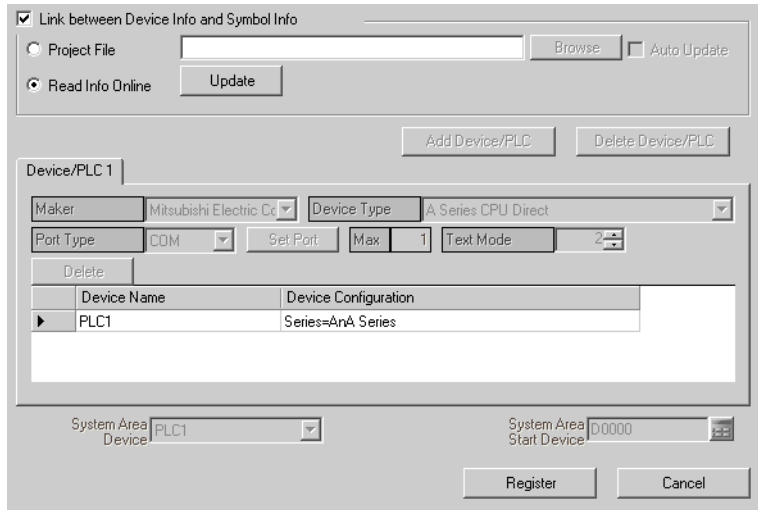 Link between Device Info and Symbol Info
Project File Browse Auto Update
Read Info Online Update
Add Device/PLC Delete Device/PLC
Device/PLC 1
Maker Mitsubishi Electric Co Device Type A Series CPU Direct
Port Type COM Set Port Max 1 Text Mode 2
Delete
Device Name Device Configuration
PLC1 Series=AnA Series
System Area Device PLC1 System Area Start Device D0000
Register Cancel